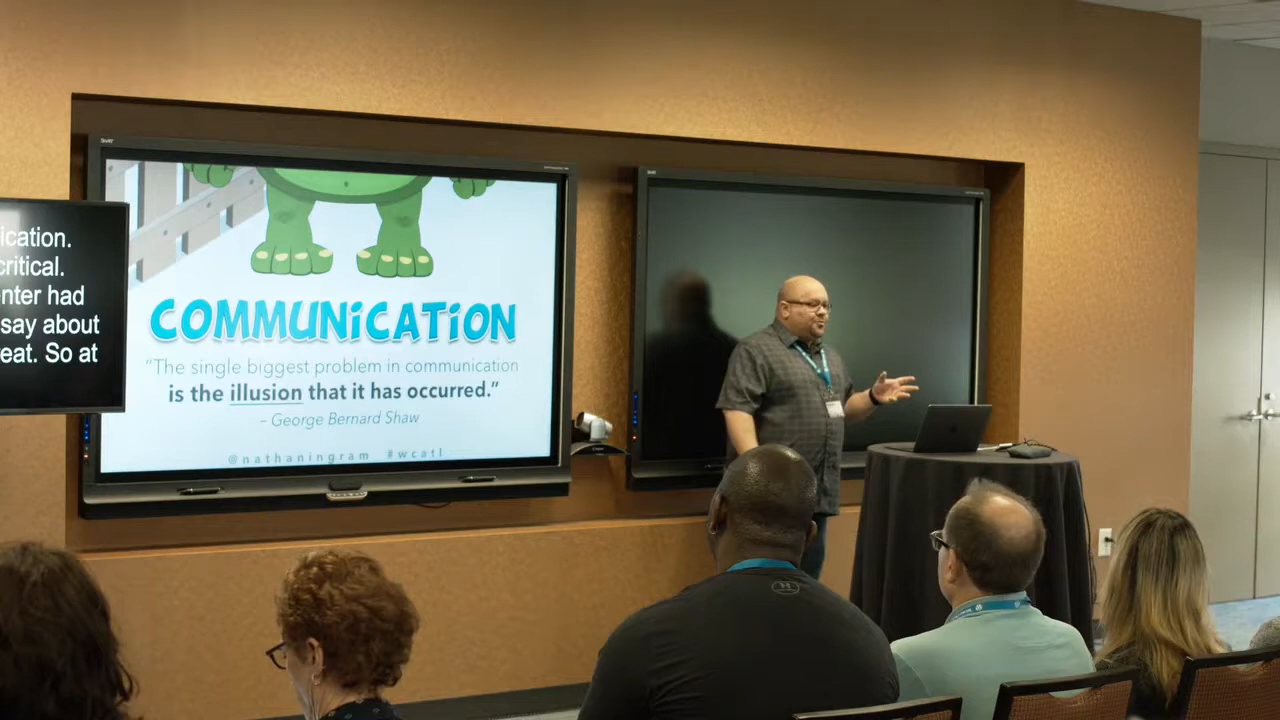 ication.
critical.
nter had
say about
eat. So at
COMMUNiCATiON
“The single biggest problem in communication
is the illusion that it has occurred.”
– George Bernard Shaw
@nathaningram #wcatl